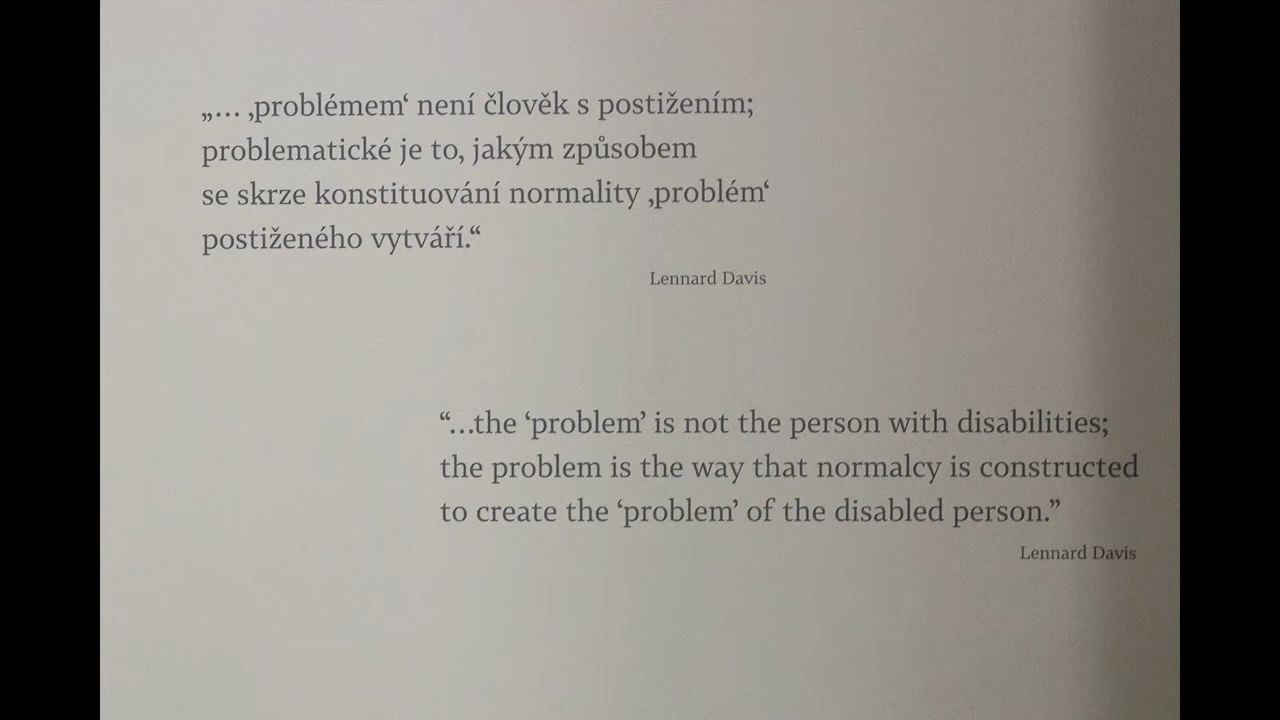 „… ‚problémem‘ není člověk s postižením;
problematické je to, jakým způsobem
se skrze konstituování normality ‚problém‘
postiženého vytváří.“
Lennard Davis
“…the ‘problem’ is not the person with disabilities;
the problem is the way that normalcy is constructed
to create the ‘problem’ of the disabled person.”
Lennard Davis